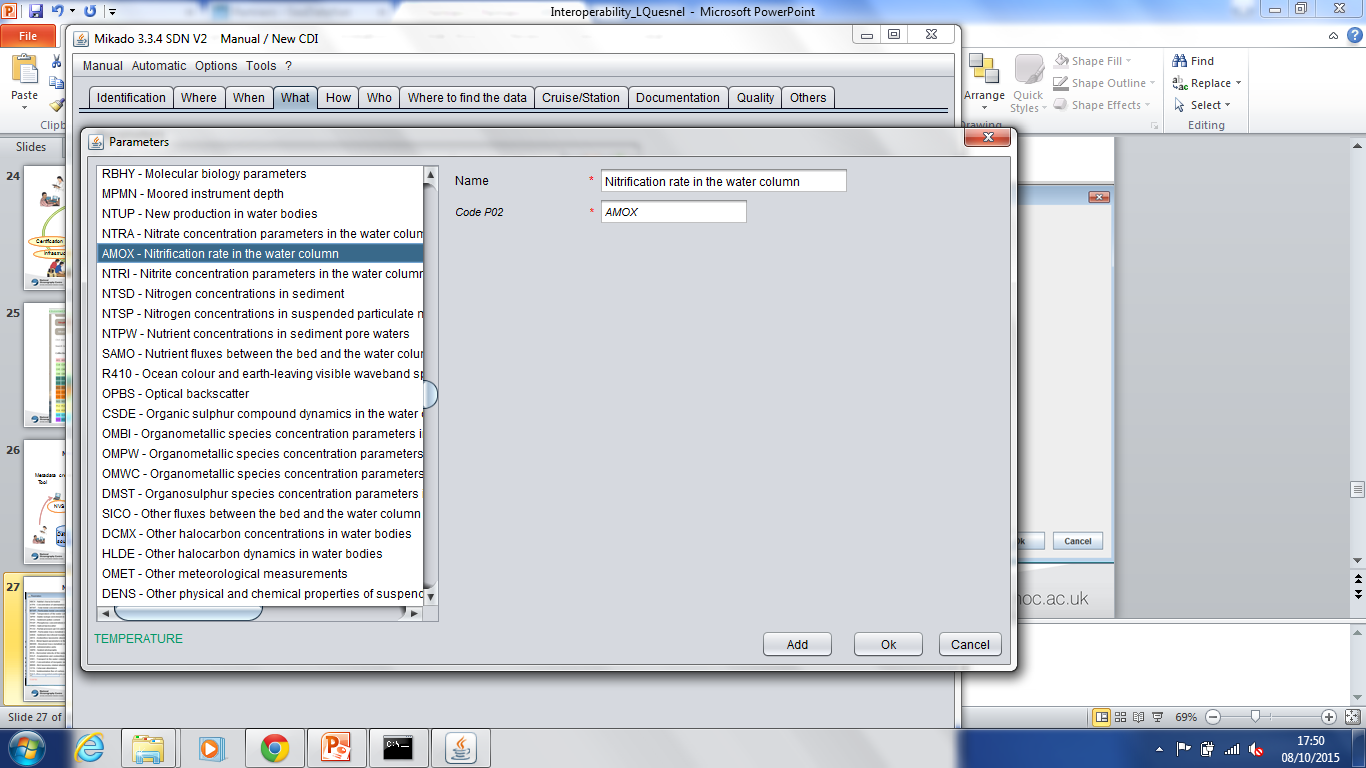 Interoperability_LQuesnel - Microsoft PowerPoint
File
Mikado 3.3.4 SDN V2 Manual / New CDI
Manual Automatic Options Tools ?
Identification Where When What How Who Where to find the data Cruise/Station Documentation Quality Others
Paste
Arrange
Quick Styles
Shape Fill
Shape Outline
Shape Effects
Drawing
Find
Replace
Select
Editing
Slides
Parameters
RBHY - Molecular biology parameters
MPMN - Moored instrument depth
NTUP - New production in water bodies
NTRA - Nitrate concentration parameters in the water colum
AMOX - Nitrification rate in the water column
NTRI - Nitrite concentration parameters in the water column
NTSD - Nitrogen concentrations in sediment
NTSP - Nitrogen concentrations in suspended particulate m
NTPW - Nutrient concentrations in sediment pore waters
SAMO - Nutrient fluxes between the bed and the water colu
R410 - Ocean colour and earth-leaving visible waveband sp
OPBS - Optical backscatter
CSDE - Organic sulphur compound dynamics in the water
OMBI - Organometallic species concentration parameters i
OMPW - Organometallic species concentration parameters
OMWC - Organometallic species concentration parameters
DMST - Organosulphur species concentration parameters
SICO - Other fluxes between the bed and the water column
DCMX - Other halocarbon concentrations in water bodies
HLDE - Other halocarbon dynamics in water bodies
OMET - Other meteorological measurements
DENS - Other physical and chemical properties of suspend
Name * Nitrification rate in the water column
Code P02 * AMOX
TEMPERATURE
Add Ok Cancel
24
25
26
27
Cancel
oc.ac.uk
Slide 27 of
69%
17:50
08/10/2015